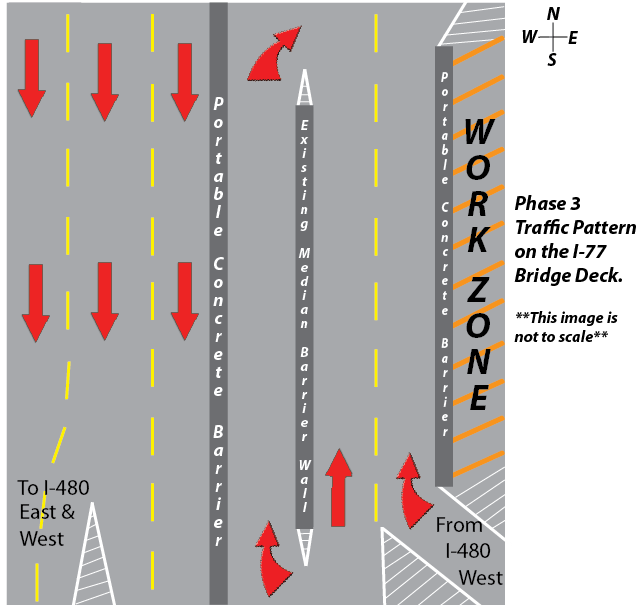 N
W E
S
Portable Concrete Barrier
Existing Median Barrier Wall
Portable Concrete Barrier
WORK ZONE
Phase 3
Traffic Pattern
on the I-77
Bridge Deck.
**This image is
not to scale**
To I-480
East &
West
From
I-480
West